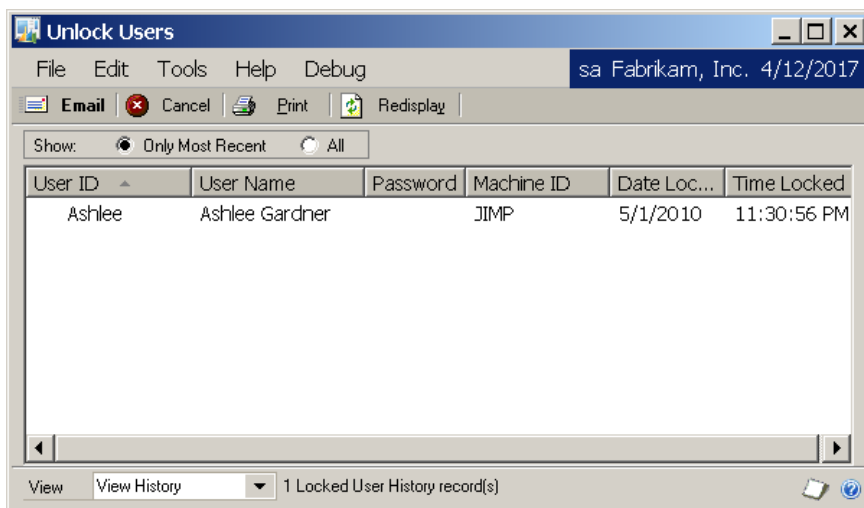 Unlock Users
File Edit Tools Help Debug sa Fabrikam, Inc. 4/12/2017
Email Cancel Print Redisplay
Show: Only Most Recent All
User ID User Name Password Machine ID Date Loc... Time Locked
Ashlee Ashlee Gardner JIMP 5/1/2010 11:30:56 PM
View View History 1 Locked User History record(s)